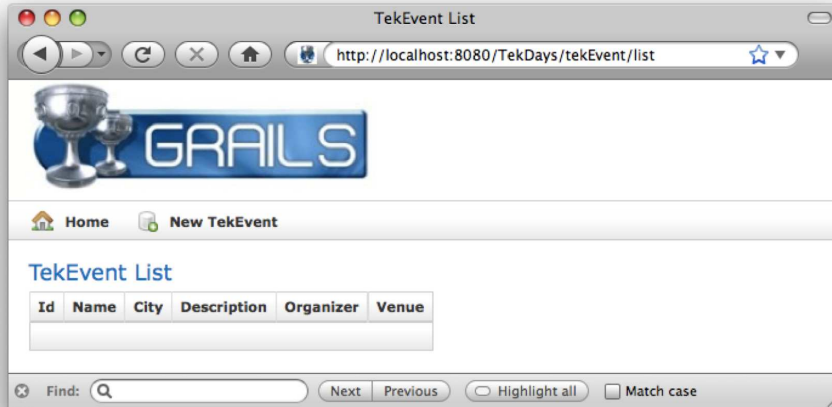 TekEvent List
http://localhost:8080/TekDays/tekEvent/list
GRAILS
Home New TekEvent
TekEvent List
Id Name City Description Organizer Venue
Find: Next Previous Highlight all Match case